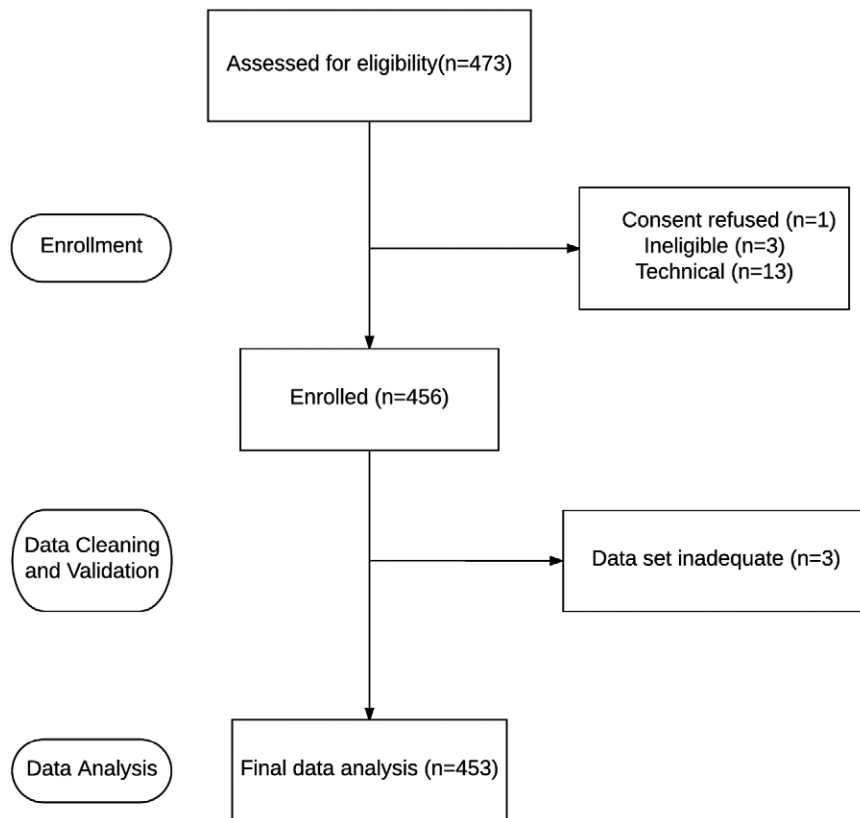 Assessed for eligibility(n=473)
Enrollment
Consent refused (n=1)
Ineligible (n=3)
Technical (n=13)
Enrolled (n=456)
Data Cleaning
and Validation
Data set inadequate (n=3)
Data Analysis
Final data analysis (n=453)